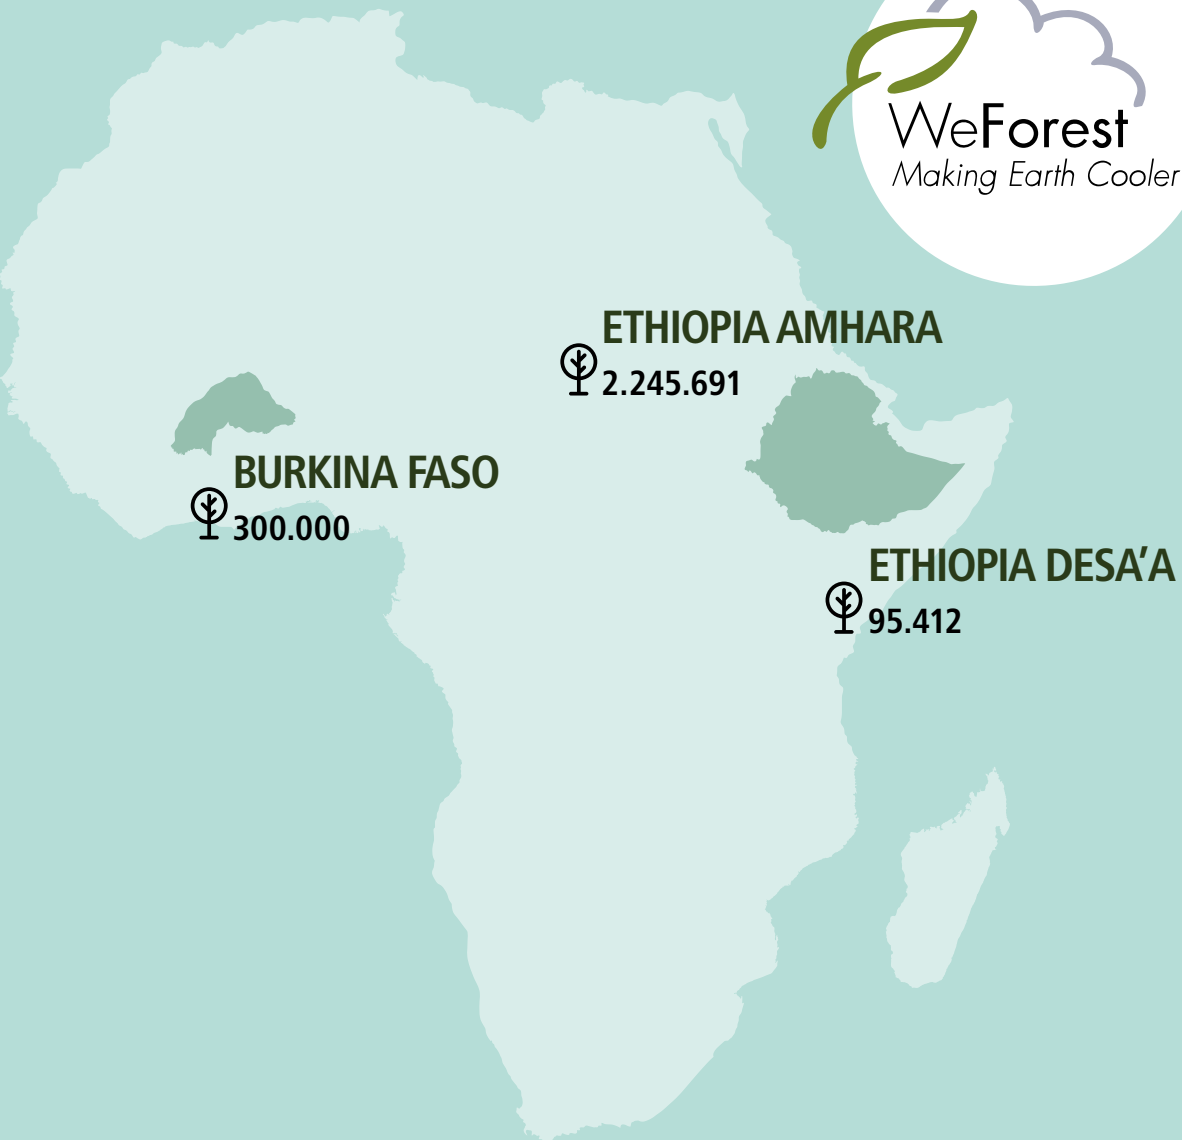 WeForest
Making Earth Cooler
ETHIOPIA AMHARA
2.245.691
BURKINA FASO
300.000
ETHIOPIA DESA’A
95.412